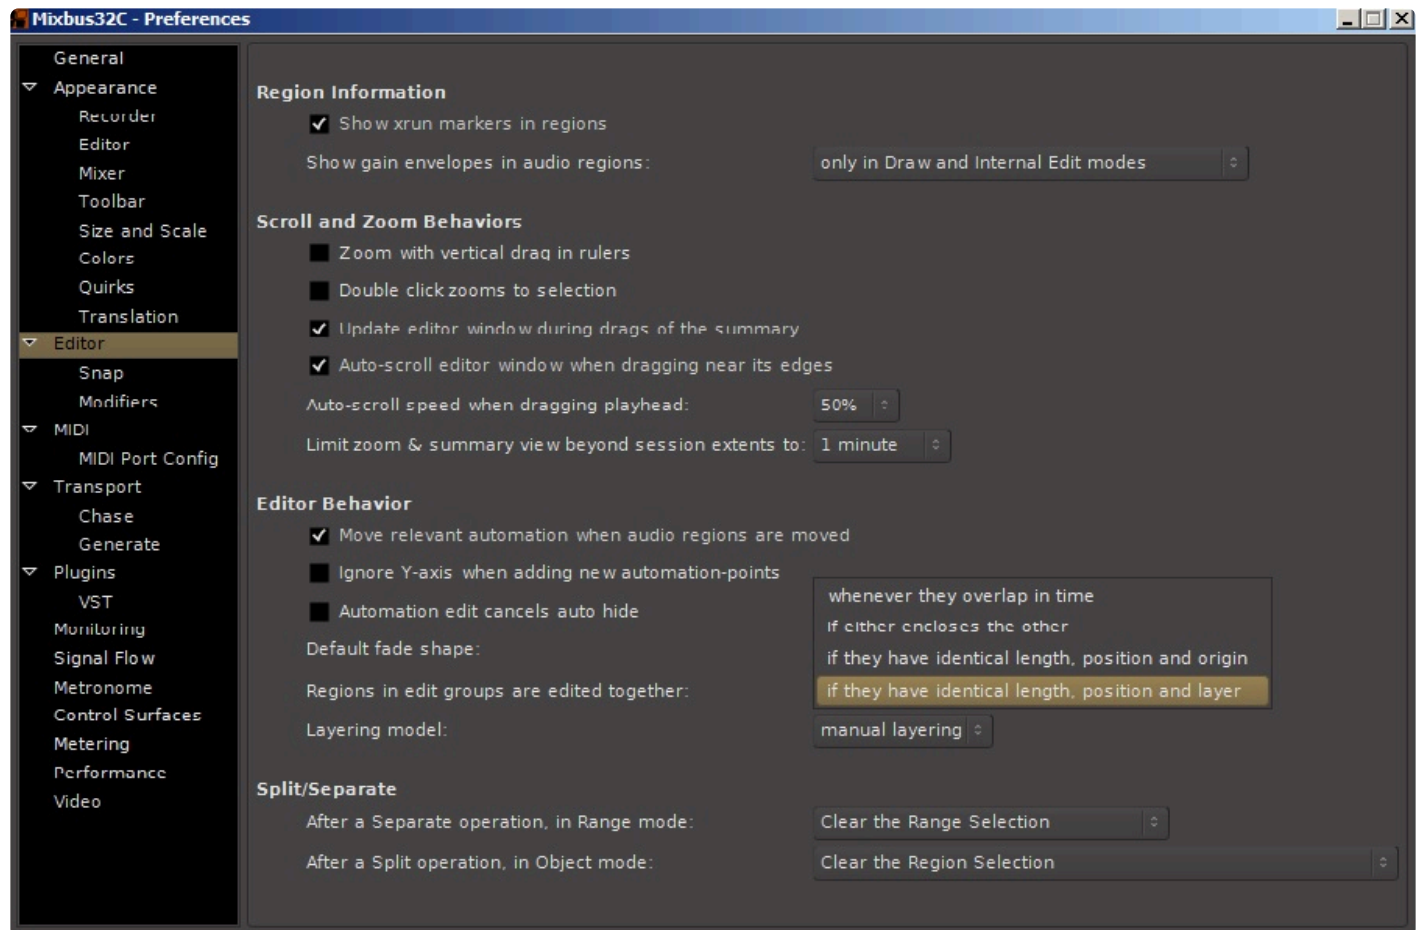 Mixbus32C - Preferences
General
Appearance
Recorder
Editor
Mixer
Toolbar
Size and Scale
Colors
Quirks
Translation
Editor
Snap
Modifiers
MIDI
MIDI Port Config
Transport
Chase
Generate
Plugins
VST
Monitoring
Signal Flow
Metronome
Control Surfaces
Metering
Performance
Video
Region Information
Show xrun markers in regions
Show gain envelopes in audio regions: only in Draw and Internal Edit modes
Scroll and Zoom Behaviors
Zoom with vertical drag in rulers
Double click zooms to selection
Update editor window during drags of the summary
Auto-scroll editor window when dragging near its edges
Auto-scroll speed when dragging playhead: 50%
Limit zoom & summary view beyond session extents to: 1 minute
Editor Behavior
Move relevant automation when audio regions are moved
Ignore Y-axis when adding new automation-points
Automation edit cancels auto hide
Default fade shape:
Regions in edit groups are edited together:
whenever they overlap in time
if either encloses the other
if they have identical length, position and origin
if they have identical length, position and layer
Layering model: manual layering
Split/Separate
After a Separate operation, in Range mode: Clear the Range Selection
After a Split operation, in Object mode: Clear the Region Selection